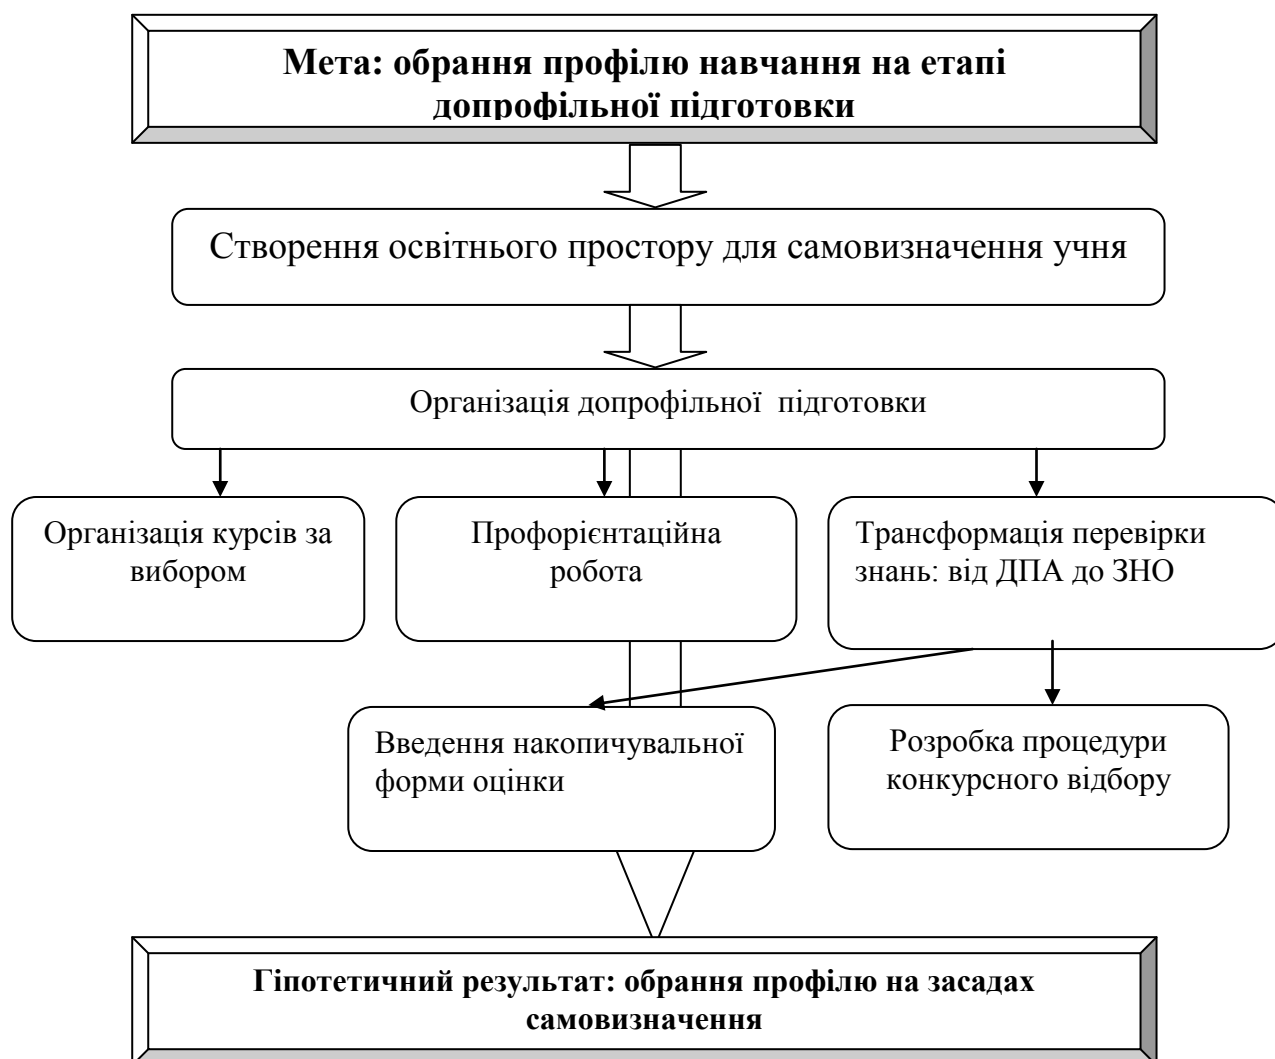 Мета: обрання профілю навчання на етапі
допрофільної підготовки
Створення освітнього простору для самовизначення учня
Організація допрофільної підготовки
Організація курсів за
вибором
Профорієнтаційна
робота
Трансформація перевірки
знань: від ДПА до ЗНО
Введення накопичувальної
форми оцінки
Розробка процедури
конкурсного відбору
Гіпотетичний результат: обрання профілю на засадах
самовизначення